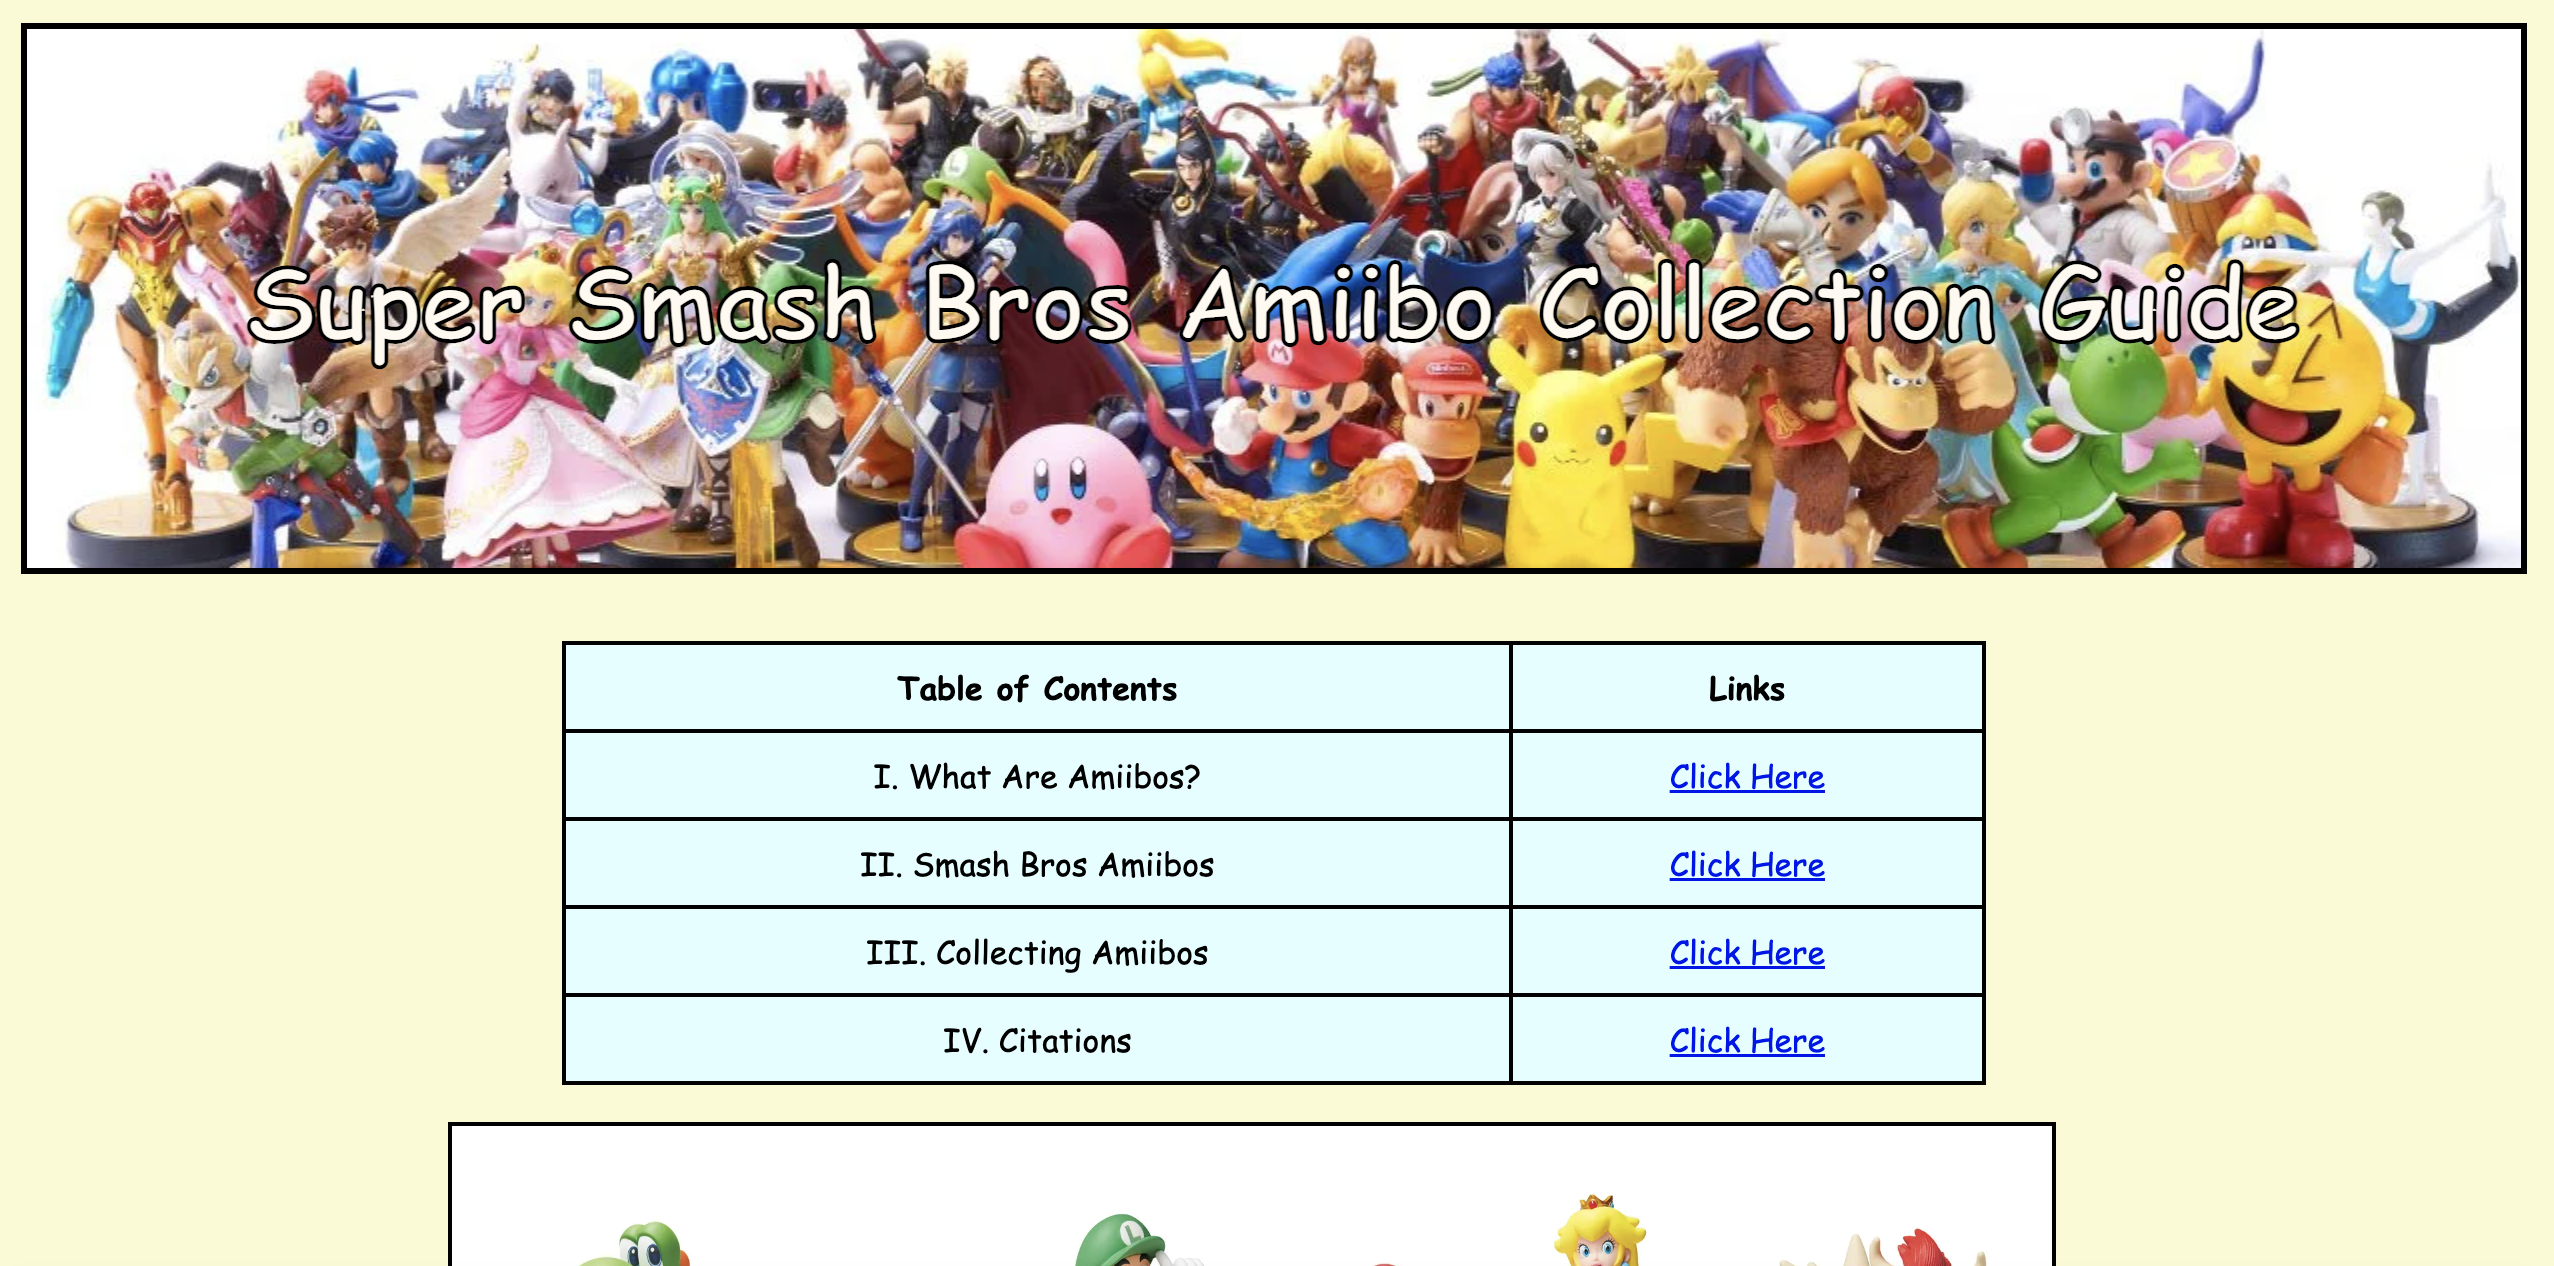 Super Smash Bros Amiibo Collection Guide
Table of Contents Links
I. What Are Amiibos? Click Here
II. Smash Bros Amiibos Click Here
III. Collecting Amiibos Click Here
IV. Citations Click Here